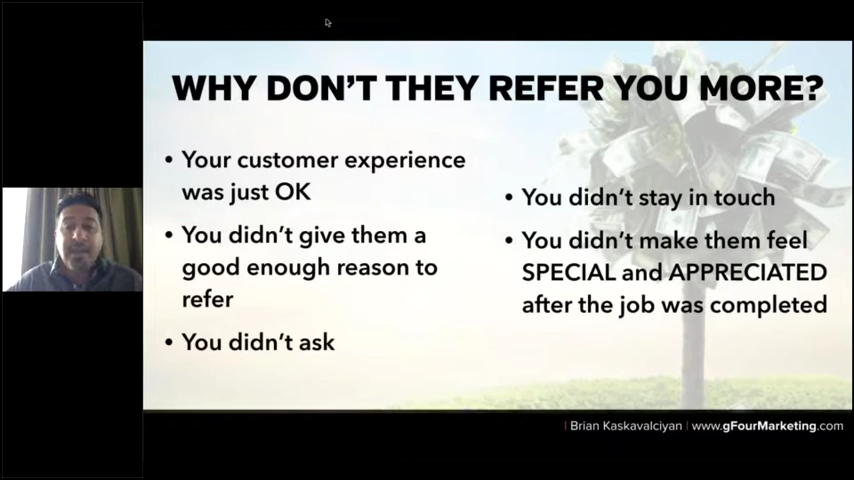 WHY DON'T THEY REFER YOU MORE?
• Your customer experience
was just OK
• You didn't give them a
good enough reason to
refer
• You didn't ask
• You didn't stay in touch
• You didn't make them feel
SPECIAL and APPRECIATED
after the job was completed
| Brian Kaskavalciyan | www.gFourMarketing.com